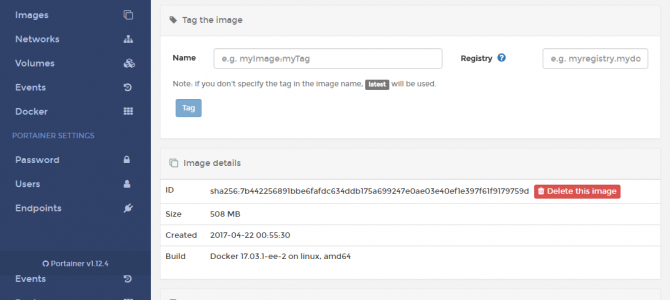 Images
Networks
Volumes
Events
Docker
PORTAINER SETTINGS
Password
Users
Endpoints
Portainer v1.12.4
Events
Tag the image
Name e.g. myImage:myTag Registry ? e.g. myregistry.mydo
Note: if you don't specify the tag in the image name, latest will be used.
Tag
Image details
ID sha256:7b442256891bbe6fafdc634ddb175a699247e0ae03e40ef1e397f61f9179759d Delete this image
Size 508 MB
Created 2017-04-22 00:55:30
Build Docker 17.03.1-ee-2 on linux, amd64